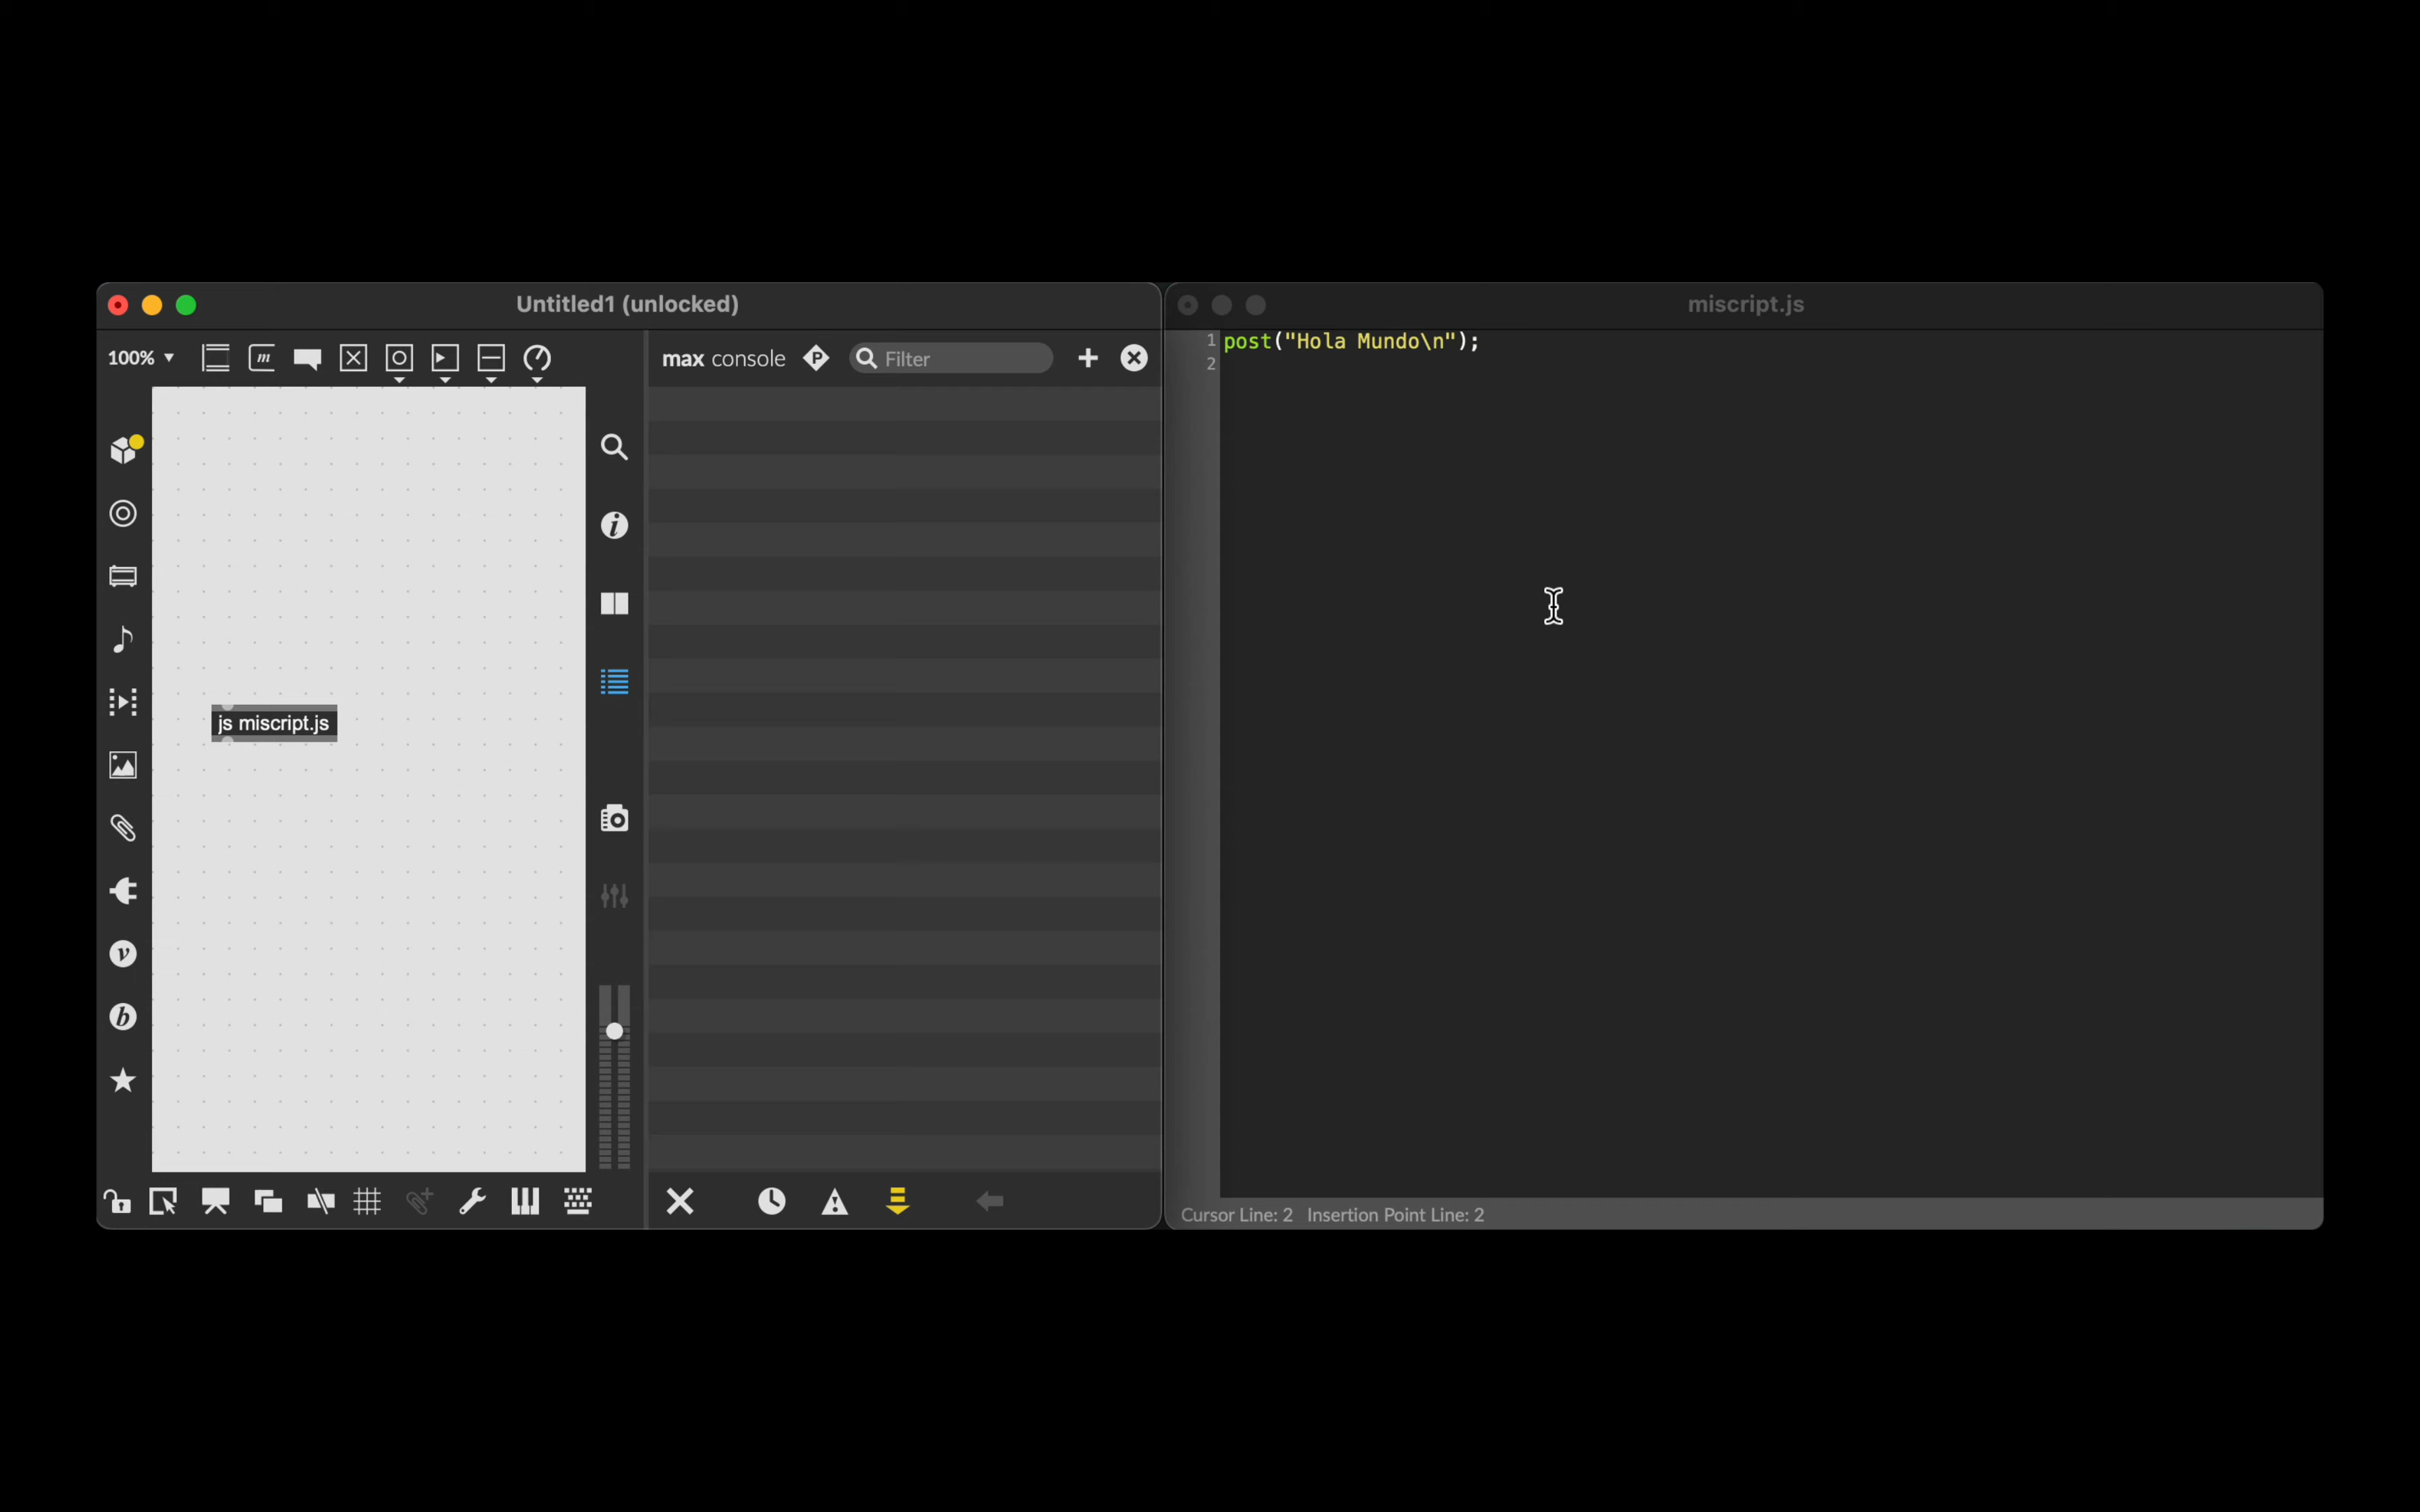 Untitled1 (unlocked)
miscript.js
100%
m
max console
P
Filter
1 post("Hola Mundo\n");
2
i
js miscript.js
v
b
Cursor Line: 2 Insertion Point Line: 2